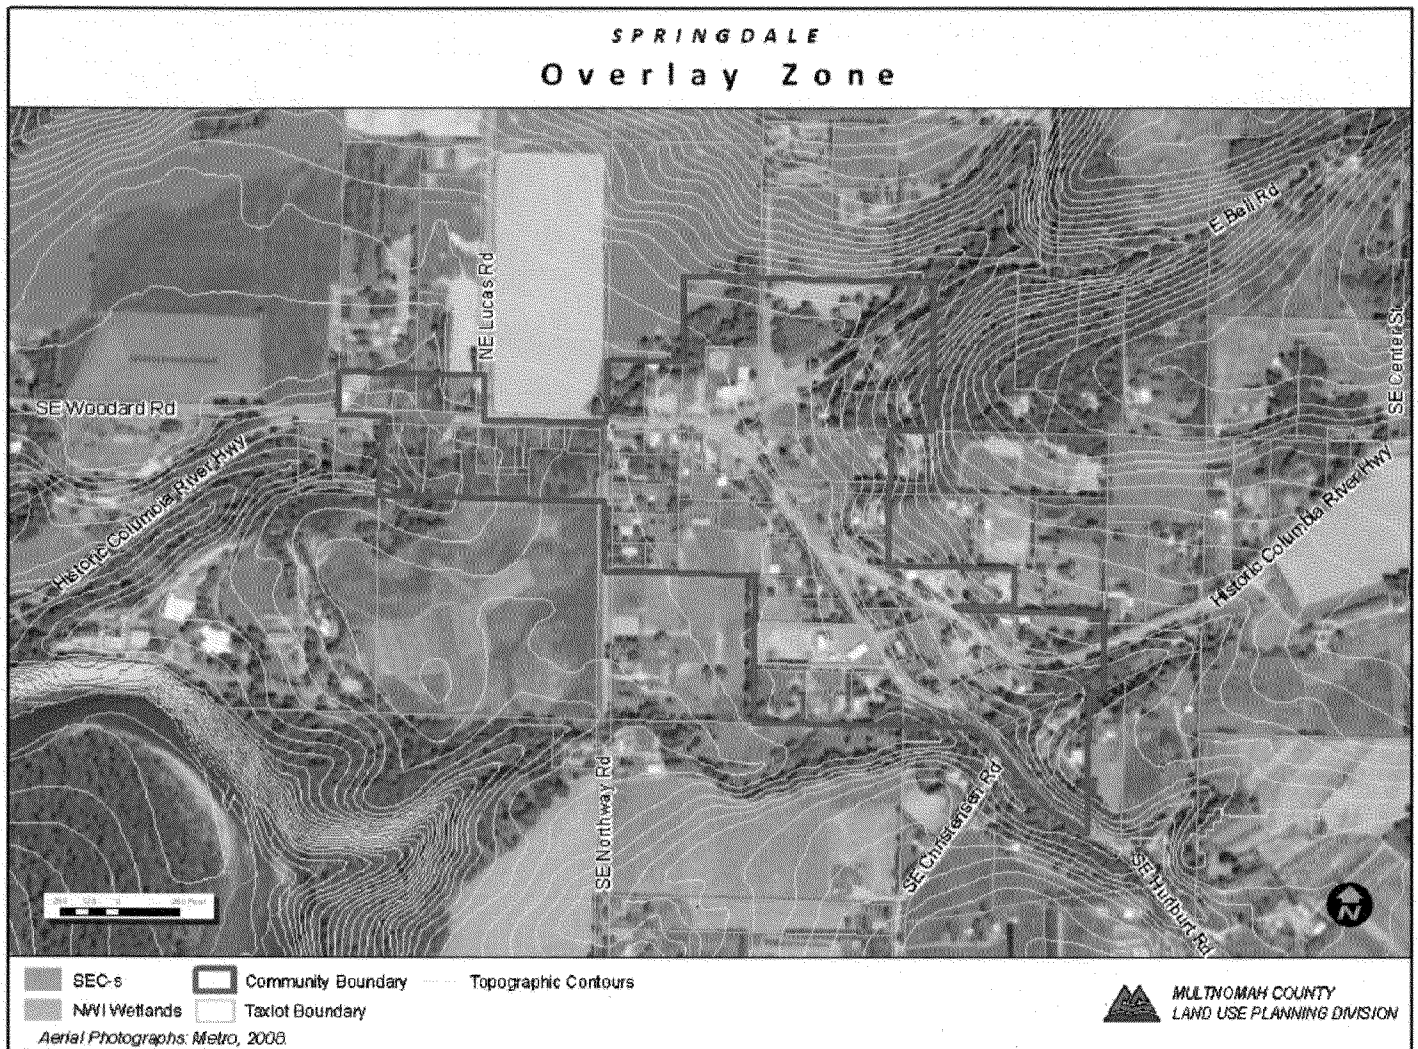 SPRINGDALE
Overlay Zone
E Bell Rd
NE Lucas Rd
SE Center St
SE Woodard Rd
Historic Columbia River Hwy
Historic Columbia River Hwy
SE Northway Rd
SE Christensen Rd
SE Hurlburt Rd
N
SEC-s
Community Boundary
Topographic Contours
NWI Wetlands
Taxlot Boundary
Aerial Photographs: Metro, 2008.
MULTNOMAH COUNTY
LAND USE PLANNING DIVISION